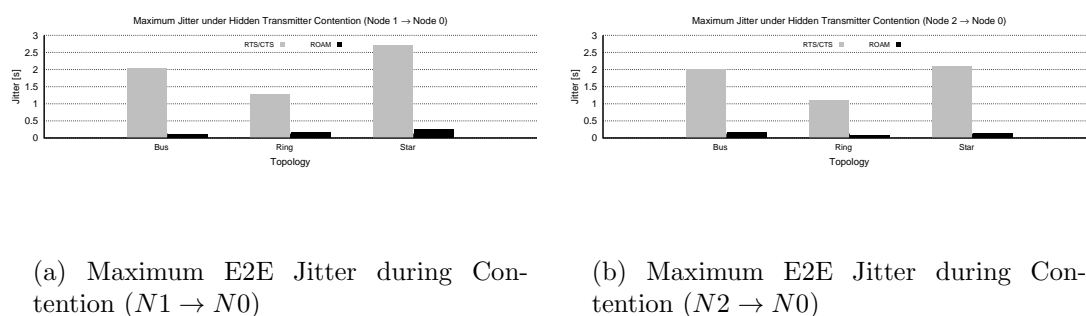 Maximum Jitter under Hidden Transmitter Contention (Node 1 → Node 0)
RTS/CTS ROAM
Jitter [s]
3
2.5
2
1.5
1
0.5
0
Bus Ring Star
Topology
(a) Maximum E2E Jitter during Con-
tention (N1 → N0)
Maximum Jitter under Hidden Transmitter Contention (Node 2 → Node 0)
RTS/CTS ROAM
Jitter [s]
3
2.5
2
1.5
1
0.5
0
Bus Ring Star
Topology
(b) Maximum E2E Jitter during Con-
tention (N2 → N0)